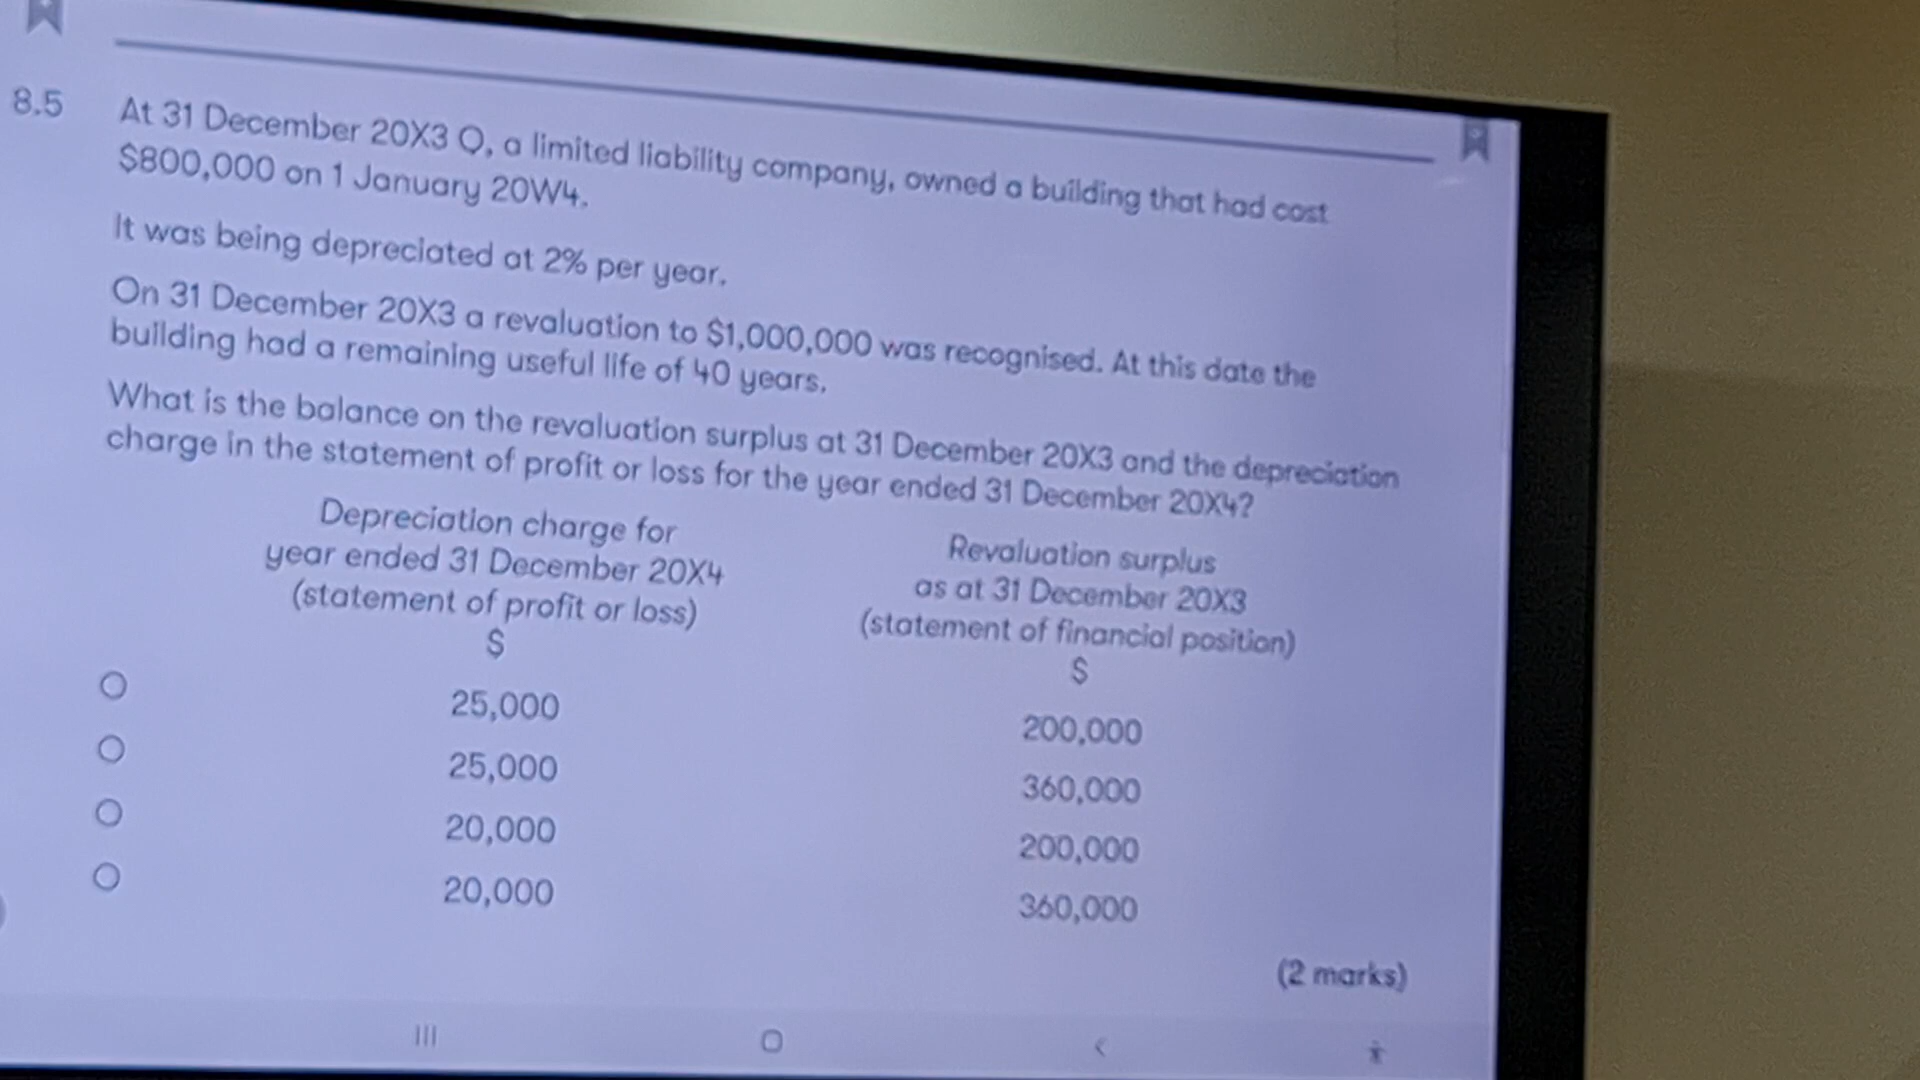 8.5 At 31 December 20X3 Q, a limited liability company, owned a building that had cost
$800,000 on 1 January 20W4.
It was being depreciated at 2% per year.
On 31 December 20X3 a revaluation to $1,000,000 was recognised. At this date the
building had a remaining useful life of 40 years.
What is the balance on the revaluation surplus at 31 December 20X3 and the depreciation
charge in the statement of profit or loss for the year ended 31 December 20X4?
Depreciation charge for
year ended 31 December 20X4
(statement of profit or loss)
$
Revaluation surplus
as at 31 December 20X3
(statement of financial position)
$
25,000 200,000
25,000 360,000
20,000 200,000
20,000 360,000
(2 marks)